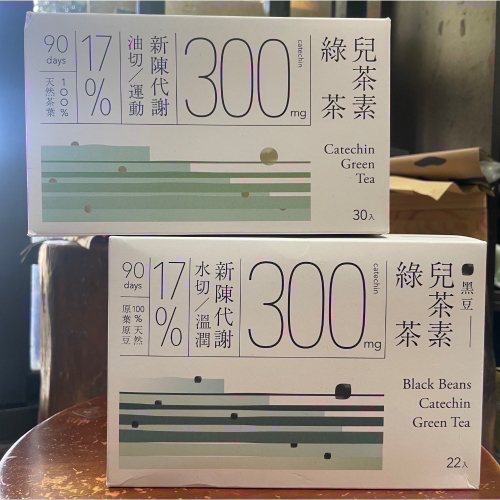 90
days
100%
天然茶葉
17
%
新陳代謝
油切/運動
300
mg
catechin
兒茶素
綠茶
Catechin
Green
Tea
30入
90
days
100%天然
原葉原豆
17
%
新陳代謝
水切/溫潤
300
mg
catechin
黑豆
兒茶素
綠茶
Black Beans
Catechin
Green Tea
22入